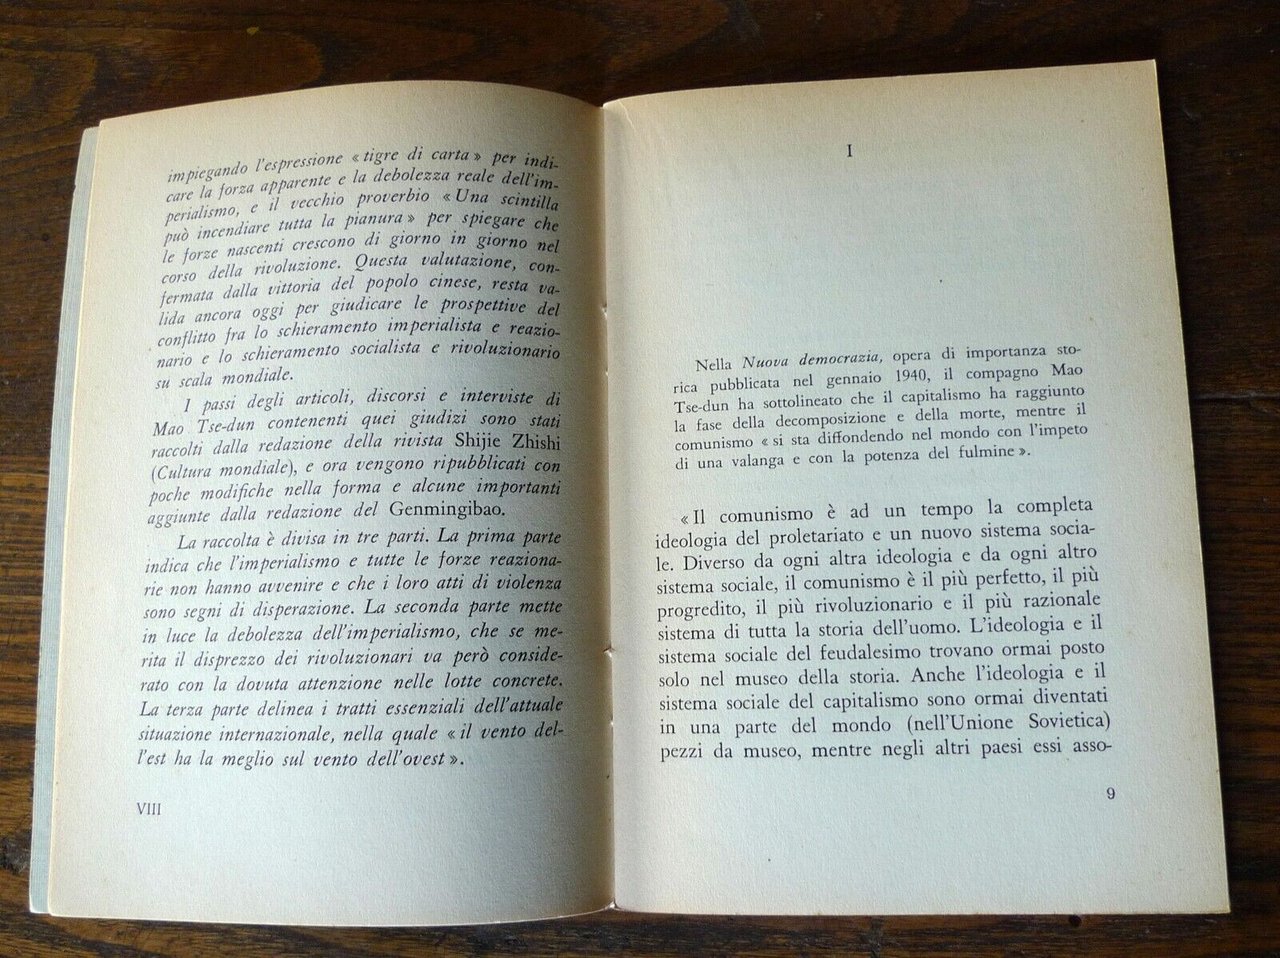 impiegando l'espressione « tigre di carta » per indi-
care la forza apparente e la debolezza reale dell'im-
perialismo, e il vecchio proverbio « Una scintilla
può incendiare tutta la pianura » per spiegare che
le forze nascenti crescono di giorno in giorno nel
corso della rivoluzione. Questa valutazione, con-
fermata dalla vittoria del popolo cinese, resta va-
lida ancora oggi per giudicare le prospettive del
conflitto fra lo schieramento imperialista e reazio-
nario e lo schieramento socialista e rivoluzionario
su scala mondiale.
I passi degli articoli, discorsi e interviste di
Mao Tse-dun contenenti quei giudizi sono stati
raccolti dalla redazione della rivista Shijie Zhishi
(Cultura mondiale), e ora vengono ripubblicati con
poche modifiche nella forma e alcune importanti
aggiunte dalla redazione del Genmingibao.
La raccolta è divisa in tre parti. La prima parte
indica che l'imperialismo e tutte le forze reaziona-
rie non hanno avvenire e che i loro atti di violenza
sono segni di disperazione. La seconda parte mette
in luce la debolezza dell'imperialismo, che se me-
rita il disprezzo dei rivoluzionari va però conside-
rato con la dovuta attenzione nelle lotte concrete.
La terza parte delinea i tratti essenziali dell'attuale
situazione internazionale, nella quale « il vento del-
l'est ha la meglio sul vento dell'ovest ».
VIII
I
Nella Nuova democrazia, opera di importanza sto-
rica pubblicata nel gennaio 1940, il compagno Mao
Tse-dun ha sottolineato che il capitalismo ha raggiunto
la fase della decomposizione e della morte, mentre il
comunismo « si sta diffondendo nel mondo con l'impeto
di una valanga e con la potenza del fulmine ».
« Il comunismo è ad un tempo la completa
ideologia del proletariato e un nuovo sistema socia-
le. Diverso da ogni altra ideologia e da ogni altro
sistema sociale, il comunismo è il più perfetto, il più
progredito, il più rivoluzionario e il più razionale
sistema di tutta la storia dell'uomo. L'ideologia e il
sistema sociale del feudalesimo trovano ormai posto
solo nel museo della storia. Anche l'ideologia e il
sistema sociale del capitalismo sono ormai diventati
in una parte del mondo (nell'Unione Sovietica)
pezzi da museo, mentre negli altri paesi essi asso-
9